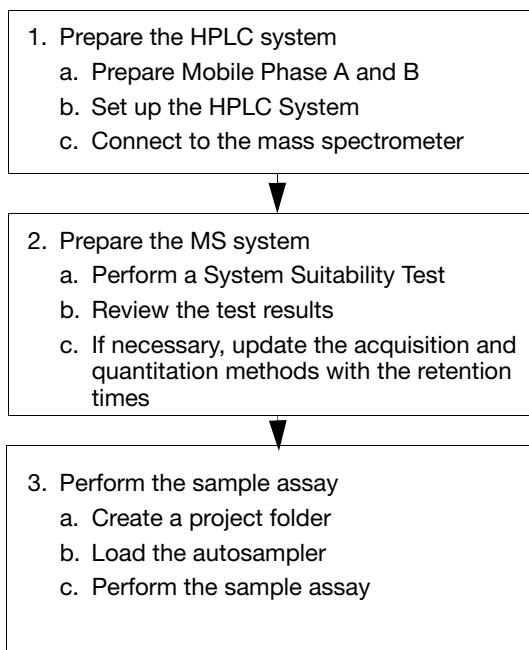 1. Prepare the HPLC system
a. Prepare Mobile Phase A and B
b. Set up the HPLC System
c. Connect to the mass spectrometer
2. Prepare the MS system
a. Perform a System Suitability Test
b. Review the test results
c. If necessary, update the acquisition and
quantitation methods with the retention
times
3. Perform the sample assay
a. Create a project folder
b. Load the autosampler
c. Perform the sample assay